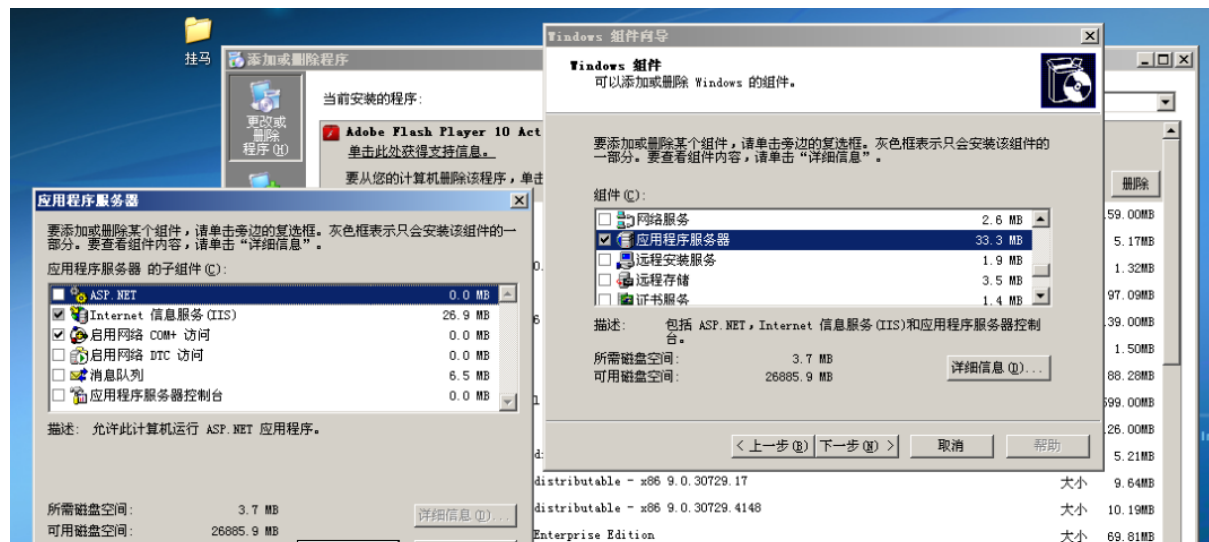 挂马
添加或删除程序
更改或
删除
程序(H)
当前安装的程序:
Adobe Flash Player 10 Act
单击此处获得支持信息。
要从您的计算机删除该程序，单击
删除
59.00MB
5.17MB
1.32MB
97.09MB
39.00MB
1.50MB
88.28MB
599.00MB
26.00MB
5.21MB
distributable - x86 9.0.30729.17 大小 9.64MB
distributable - x86 9.0.30729.4148 大小 10.19MB
Enterprise Edition 大小 69.81MB
Windows 组件向导
Windows 组件
可以添加或删除 Windows 的组件。
要添加或删除某个组件，请单击旁边的复选框。灰色框表示只会安装该组件的
一部分。要查看组件内容，请单击“详细信息”。
组件(C):
网络服务 2.6 MB
应用程序服务器 33.3 MB
远程安装服务 1.9 MB
远程存储 3.5 MB
证书服务 1.4 MB
描述: 包括 ASP.NET，Internet 信息服务(IIS)和应用程序服务器控制
台。
所需磁盘空间: 3.7 MB
可用磁盘空间: 26885.9 MB
详细信息(D)...
< 上一步(B) 下一步(N) > 取消 帮助
应用程序服务器
要添加或删除某个组件，请单击旁边的复选框。灰色框表示只会安装该组件的一
部分。要查看组件内容，请单击“详细信息”。
应用程序服务器 的子组件(C):
ASP.NET 0.0 MB
Internet 信息服务(IIS) 26.9 MB
启用网络 COM+ 访问 0.0 MB
启用网络 DTC 访问 0.0 MB
消息队列 6.5 MB
应用程序服务器控制台 0.0 MB
描述: 允许此计算机运行 ASP.NET 应用程序。
所需磁盘空间: 3.7 MB
可用磁盘空间: 26885.9 MB
详细信息(D)...